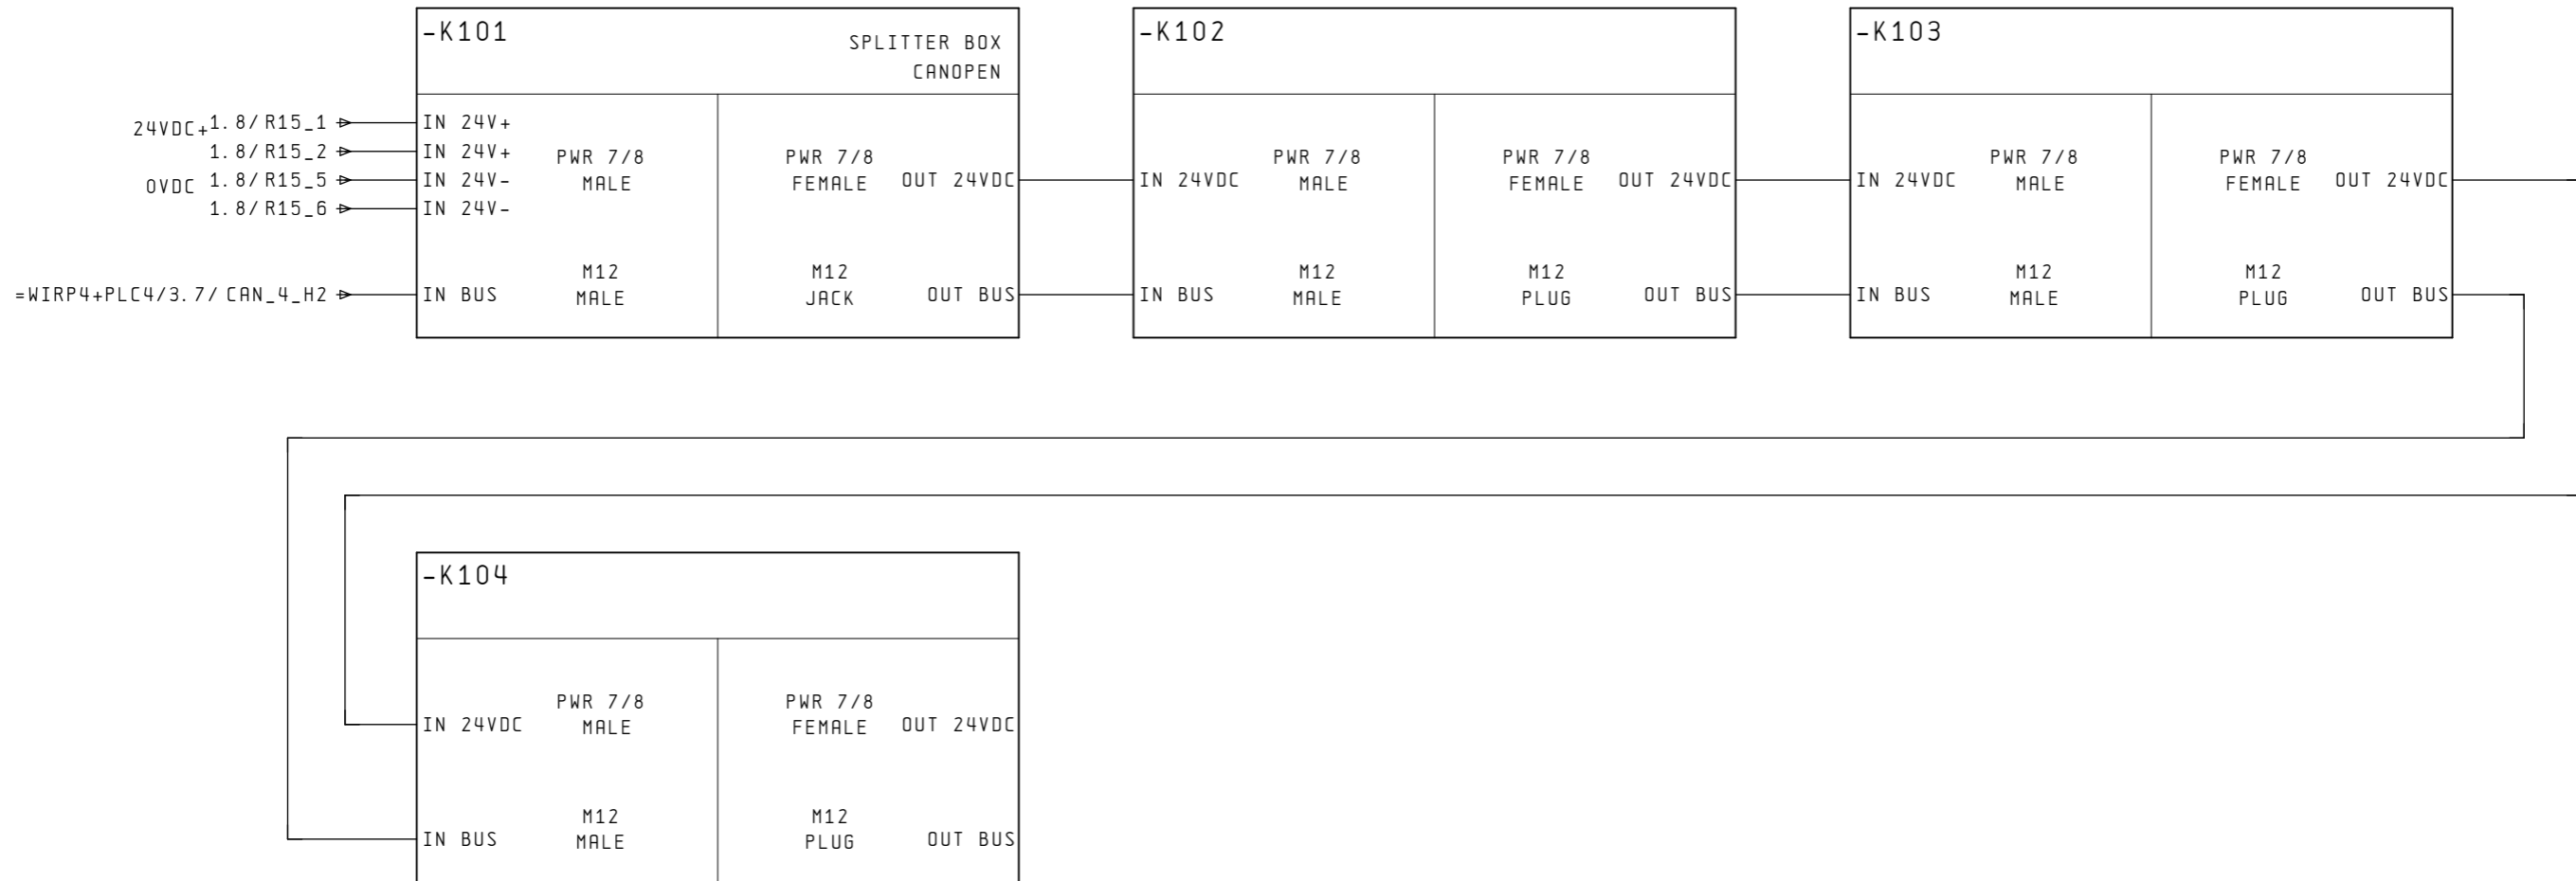 -K101
SPLITTER BOX
CANOPEN
24VDC+ 1.8/R15_1 IN 24V+
1.8/R15_2 IN 24V+
0VDC 1.8/R15_5 IN 24V-
1.8/R15_6 IN 24V-
PWR 7/8
MALE
PWR 7/8
FEMALE
OUT 24VDC
=WIRP4+PLC4/3.7/CAN_4_H2 IN BUS
M12
MALE
M12
JACK
OUT BUS
-K102
IN 24VDC
PWR 7/8
MALE
PWR 7/8
FEMALE
OUT 24VDC
IN BUS
M12
MALE
M12
PLUG
OUT BUS
-K103
IN 24VDC
PWR 7/8
MALE
PWR 7/8
FEMALE
OUT 24VDC
IN BUS
M12
MALE
M12
PLUG
OUT BUS
-K104
IN 24VDC
PWR 7/8
MALE
PWR 7/8
FEMALE
OUT 24VDC
IN BUS
M12
MALE
M12
PLUG
OUT BUS